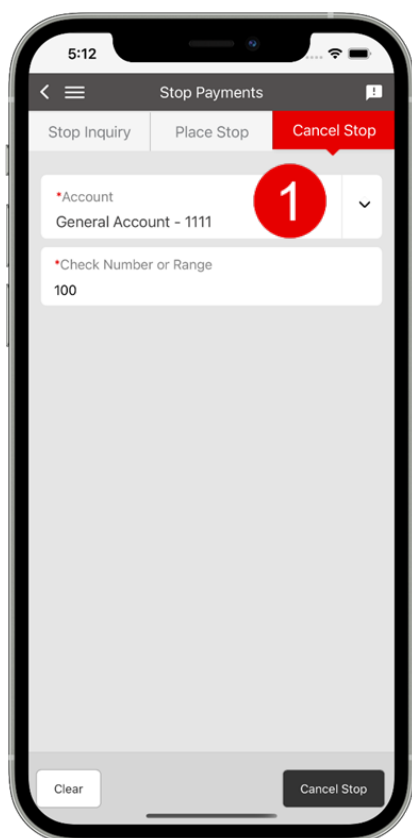 5:12
Stop Payments
Stop Inquiry Place Stop Cancel Stop
*Account
General Account - 1111
1
*Check Number or Range
100
Clear Cancel Stop